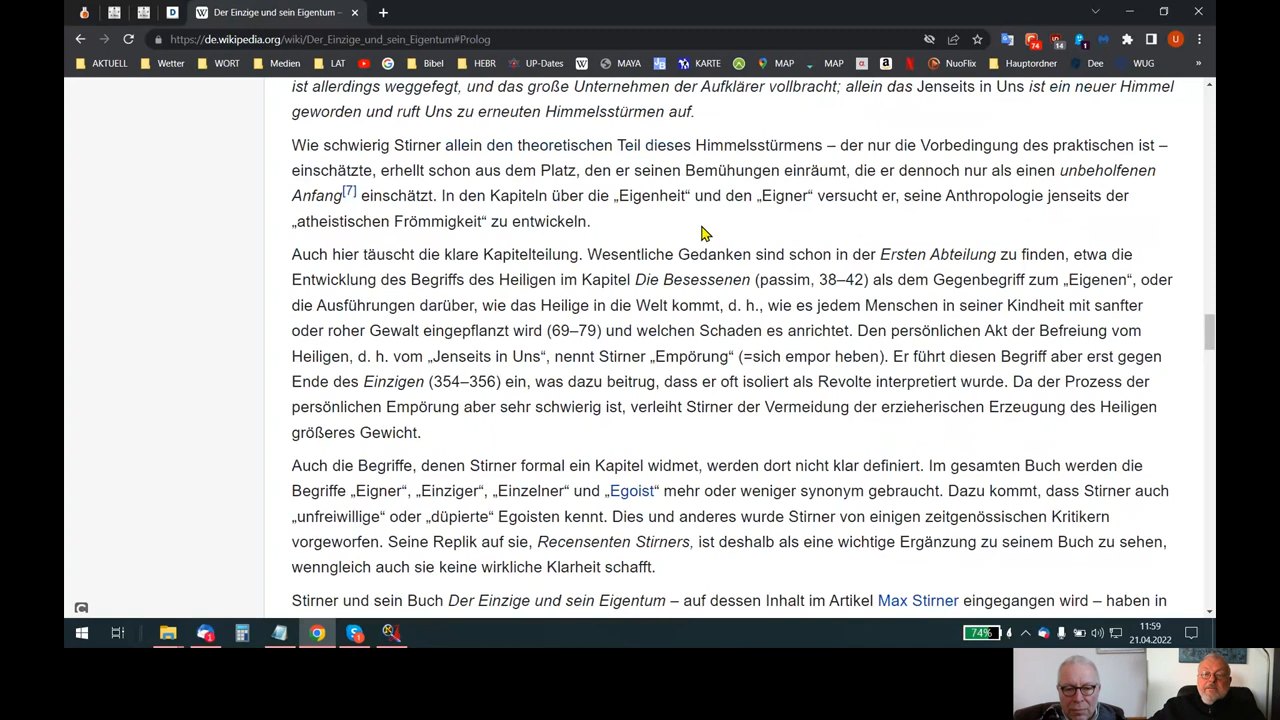 Der Einzige und sein Eigentum –
https://de.wikipedia.org/wiki/Der_Einzige_und_sein_Eigentum#Prolog
74
14
1
U
AKTUELL Wetter WORT Medien LAT Bibel HEBR UP-Dates MAYA KARTE MAP MAP NuoFlix Hauptordner Dee WUG »
ist allerdings weggefegt, und das große Unternehmen der Aufklärer vollbracht; allein das Jenseits in Uns ist ein neuer Himmel
geworden und ruft Uns zu erneuten Himmelsstürmen auf.
Wie schwierig Stirner allein den theoretischen Teil dieses Himmelsstürmens – der nur die Vorbedingung des praktischen ist –
einschätzte, erhellt schon aus dem Platz, den er seinen Bemühungen einräumt, die er dennoch nur als einen unbeholfenen
Anfang[7] einschätzt. In den Kapiteln über die „Eigenheit“ und den „Eigner“ versucht er, seine Anthropologie jenseits der
„atheistischen Frömmigkeit“ zu entwickeln.
Auch hier täuscht die klare Kapitelteilung. Wesentliche Gedanken sind schon in der Ersten Abteilung zu finden, etwa die
Entwicklung des Begriffs des Heiligen im Kapitel Die Besessenen (passim, 38–42) als dem Gegenbegriff zum „Eigenen“, oder
die Ausführungen darüber, wie das Heilige in die Welt kommt, d. h., wie es jedem Menschen in seiner Kindheit mit sanfter
oder roher Gewalt eingepflanzt wird (69–79) und welchen Schaden es anrichtet. Den persönlichen Akt der Befreiung vom
Heiligen, d. h. vom „Jenseits in Uns“, nennt Stirner „Empörung“ (=sich empor heben). Er führt diesen Begriff aber erst gegen
Ende des Einzigen (354–356) ein, was dazu beitrug, dass er oft isoliert als Revolte interpretiert wurde. Da der Prozess der
persönlichen Empörung aber sehr schwierig ist, verleiht Stirner der Vermeidung der erzieherischen Erzeugung des Heiligen
größeres Gewicht.
Auch die Begriffe, denen Stirner formal ein Kapitel widmet, werden dort nicht klar definiert. Im gesamten Buch werden die
Begriffe „Eigner“, „Einziger“, „Einzelner“ und „Egoist“ mehr oder weniger synonym gebraucht. Dazu kommt, dass Stirner auch
„unfreiwillige“ oder „düpierte“ Egoisten kennt. Dies und anderes wurde Stirner von einigen zeitgenössischen Kritikern
vorgeworfen. Seine Replik auf sie, Recensenten Stirners, ist deshalb als eine wichtige Ergänzung zu seinem Buch zu sehen,
wenngleich auch sie keine wirkliche Klarheit schafft.
Stirner und sein Buch Der Einzige und sein Eigentum – auf dessen Inhalt im Artikel Max Stirner eingegangen wird – haben in
74%
11:59
21.04.2022